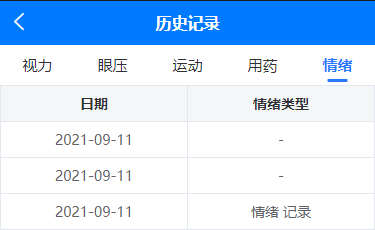 历史记录
视力 眼压 运动 用药 情绪
日期 情绪类型
2021-09-11 -
2021-09-11 -
2021-09-11 情绪 记录